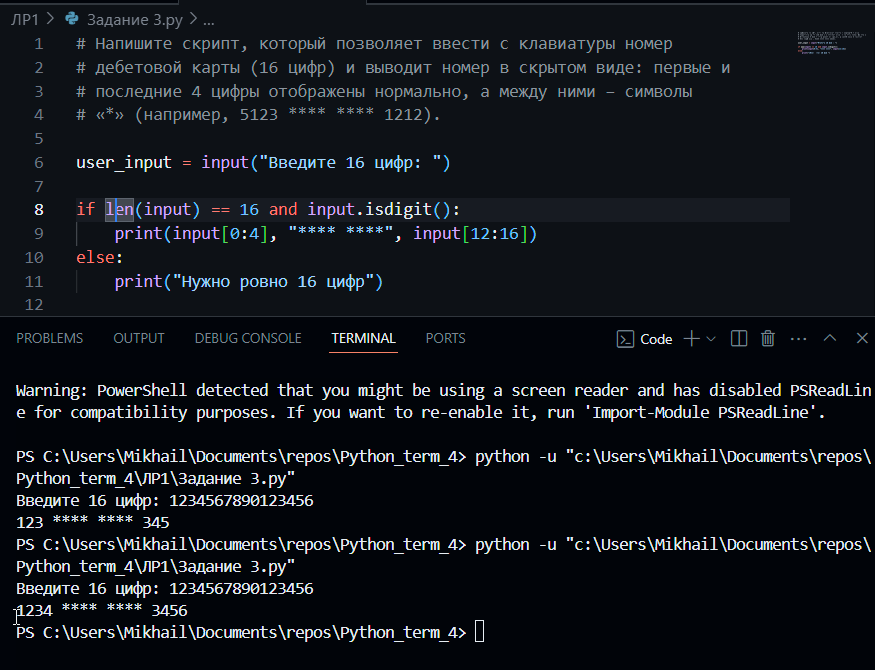 ЛР1 > Задание 3.py > ...
1 # Напишите скрипт, который позволяет ввести с клавиатуры номер
2 # дебетовой карты (16 цифр) и выводит номер в скрытом виде: первые и
3 # последние 4 цифры отображены нормально, а между ними – символы
4 # «*» (например, 5123 **** **** 1212).
5
6 user_input = input("Введите 16 цифр: ")
7
8 if len(input) == 16 and input.isdigit():
9 print(input[0:4], "**** ****", input[12:16])
10 else:
11 print("Нужно ровно 16 цифр")
12
PROBLEMS OUTPUT DEBUG CONSOLE TERMINAL PORTS Code
Warning: PowerShell detected that you might be using a screen reader and has disabled PSReadLin
e for compatibility purposes. If you want to re-enable it, run 'Import-Module PSReadLine'.
PS C:\Users\Mikhail\Documents\repos\Python_term_4> python -u "c:\Users\Mikhail\Documents\repos\
Python_term_4\ЛР1\Задание 3.py"
Введите 16 цифр: 1234567890123456
123 **** **** 345
PS C:\Users\Mikhail\Documents\repos\Python_term_4> python -u "c:\Users\Mikhail\Documents\repos\
Python_term_4\ЛР1\Задание 3.py"
Введите 16 цифр: 1234567890123456
1234 **** **** 3456
PS C:\Users\Mikhail\Documents\repos\Python_term_4>